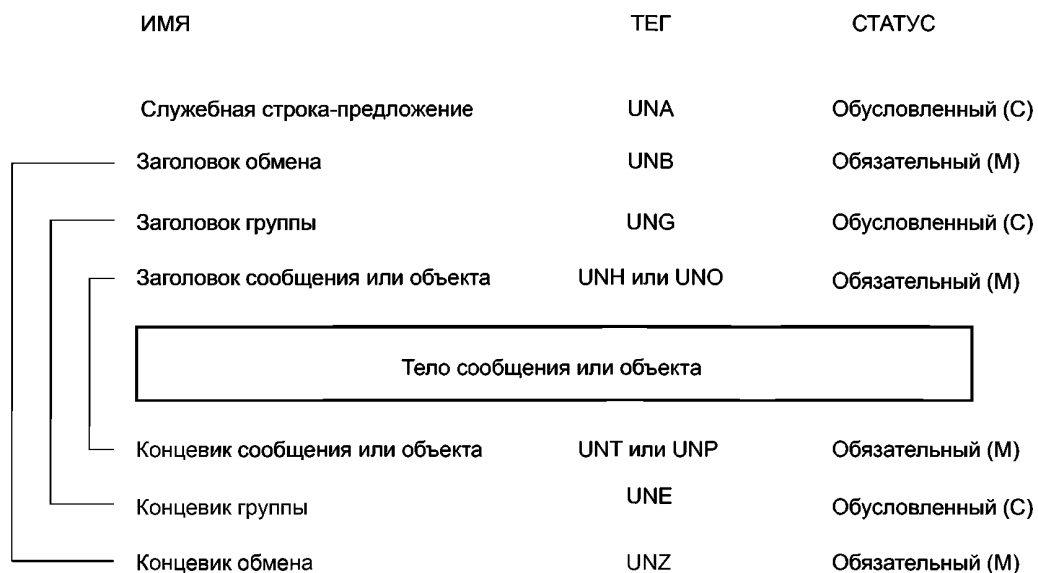 ИМЯ ТЕГ СТАТУС
Служебная строка-предложение UNA Обусловленный (С)
Заголовок обмена UNB Обязательный (М)
Заголовок группы UNG Обусловленный (С)
Заголовок сообщения или объекта UNH или UNO Обязательный (М)
Тело сообщения или объекта
Концевик сообщения или объекта UNT или UNP Обязательный (М)
Концевик группы UNE Обусловленный (С)
Концевик обмена UNZ Обязательный (М)